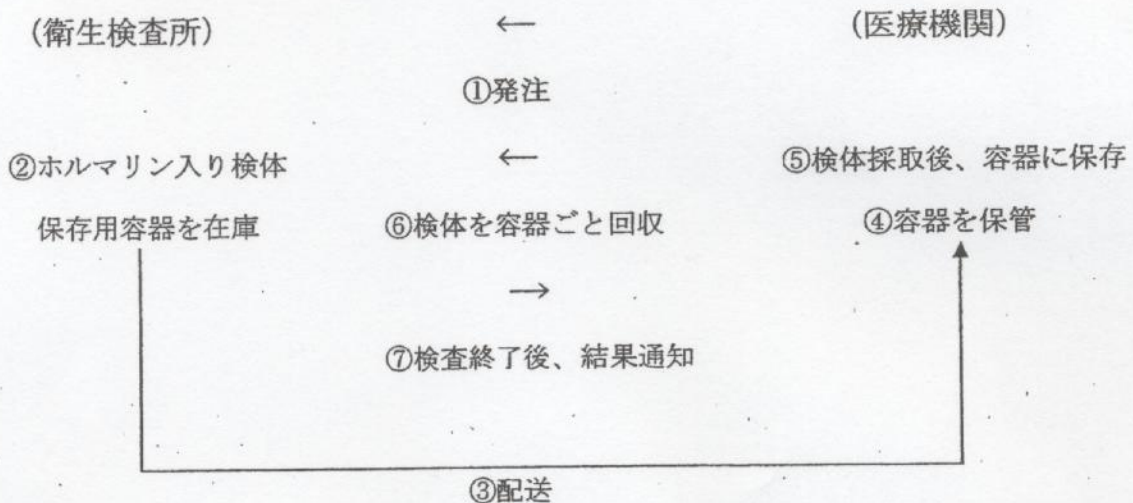 (衛生検査所) ← (医療機関)
①発注
②ホルマリン入り検体 ← ⑤検体採取後、容器に保存
保存用容器を在庫 ⑥検体を容器ごと回収 ④容器を保管
→
⑦検査終了後、結果通知
③配送